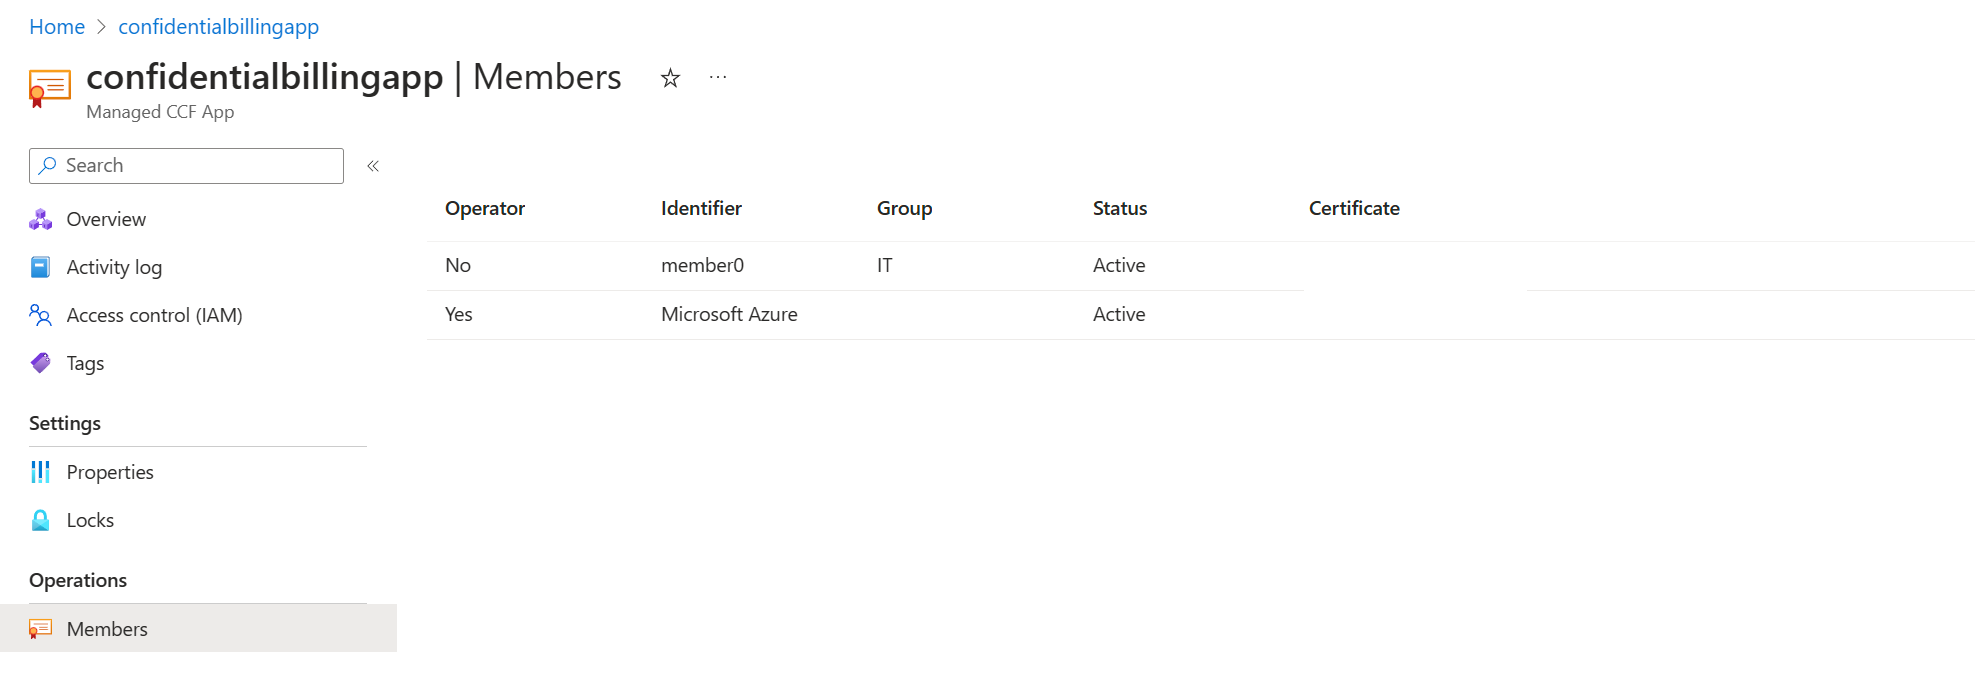 Home > confidentialbillingapp
confidentialbillingapp | Members
Managed CCF App
Search
Overview
Activity log
Access control (IAM)
Tags
Settings
Properties
Locks
Operations
Members
Operator Identifier Group Status Certificate
No member0 IT Active
Yes Microsoft Azure Active